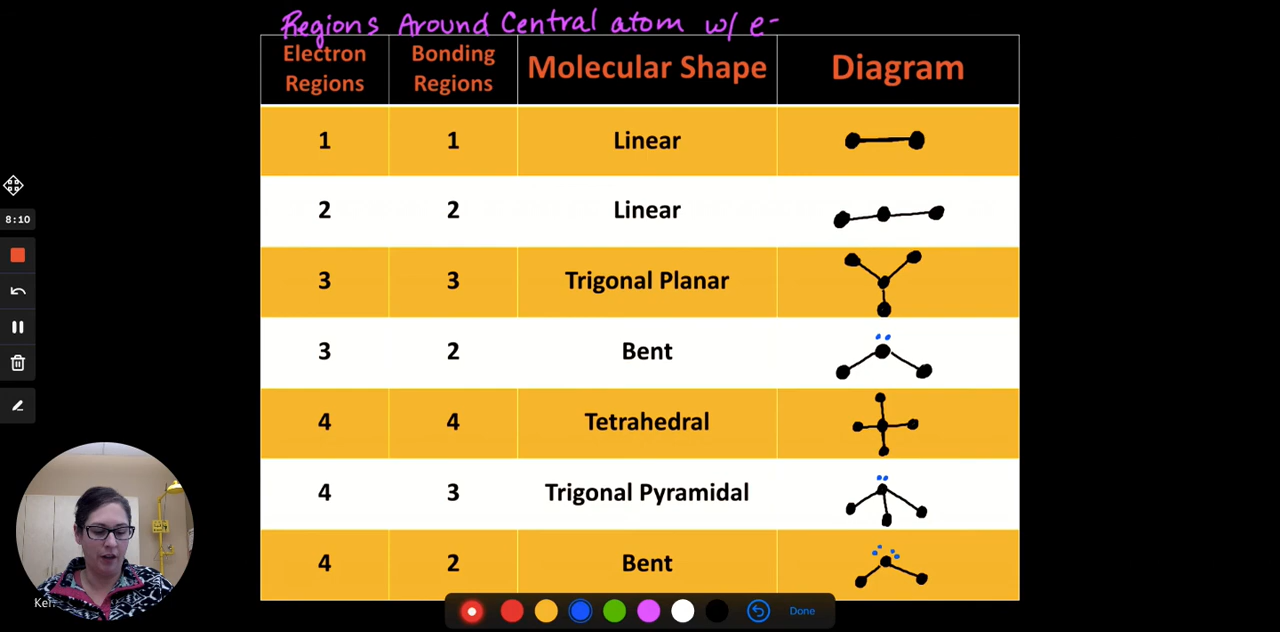 Regions Around Central atom w/ e-
Electron Regions Bonding Regions Molecular Shape Diagram
1 1 Linear
2 2 Linear
3 3 Trigonal Planar
3 2 Bent
4 4 Tetrahedral
4 3 Trigonal Pyramidal
4 2 Bent
8:10
Kel
Done